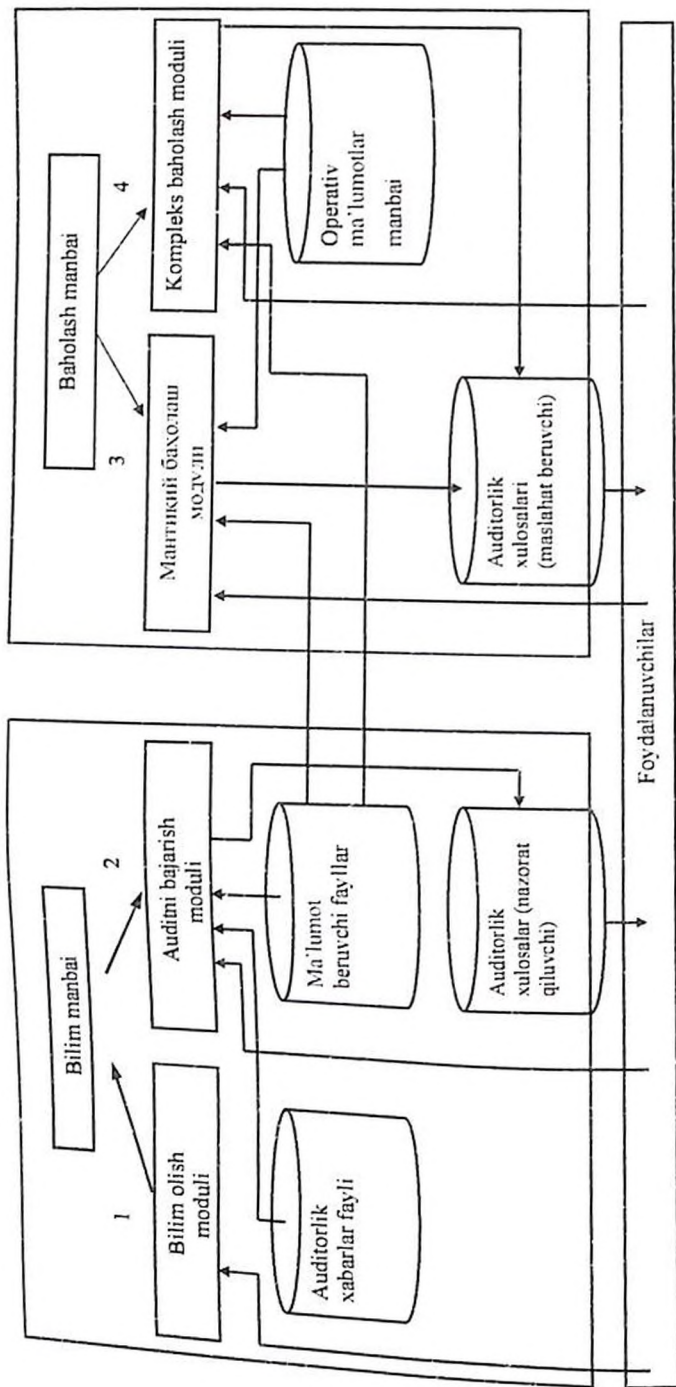 Bilim manbai
1
2
Bilim olish
moduli
Auditni bajarish
moduli
Auditorlik
xabarlar fayli
Ma'lumot
beruvchi fayllar
Auditorlik
xulosalar (nazorat
qiluvchi)
Baholash manbai
3
4
Мантикий бахолаш
модули
Kompleks baholash moduli
Operativ
ma'lumotlar
manbai
Auditorlik
xulosalari
(maslahat beruvchi)
Foydalanuvchilar